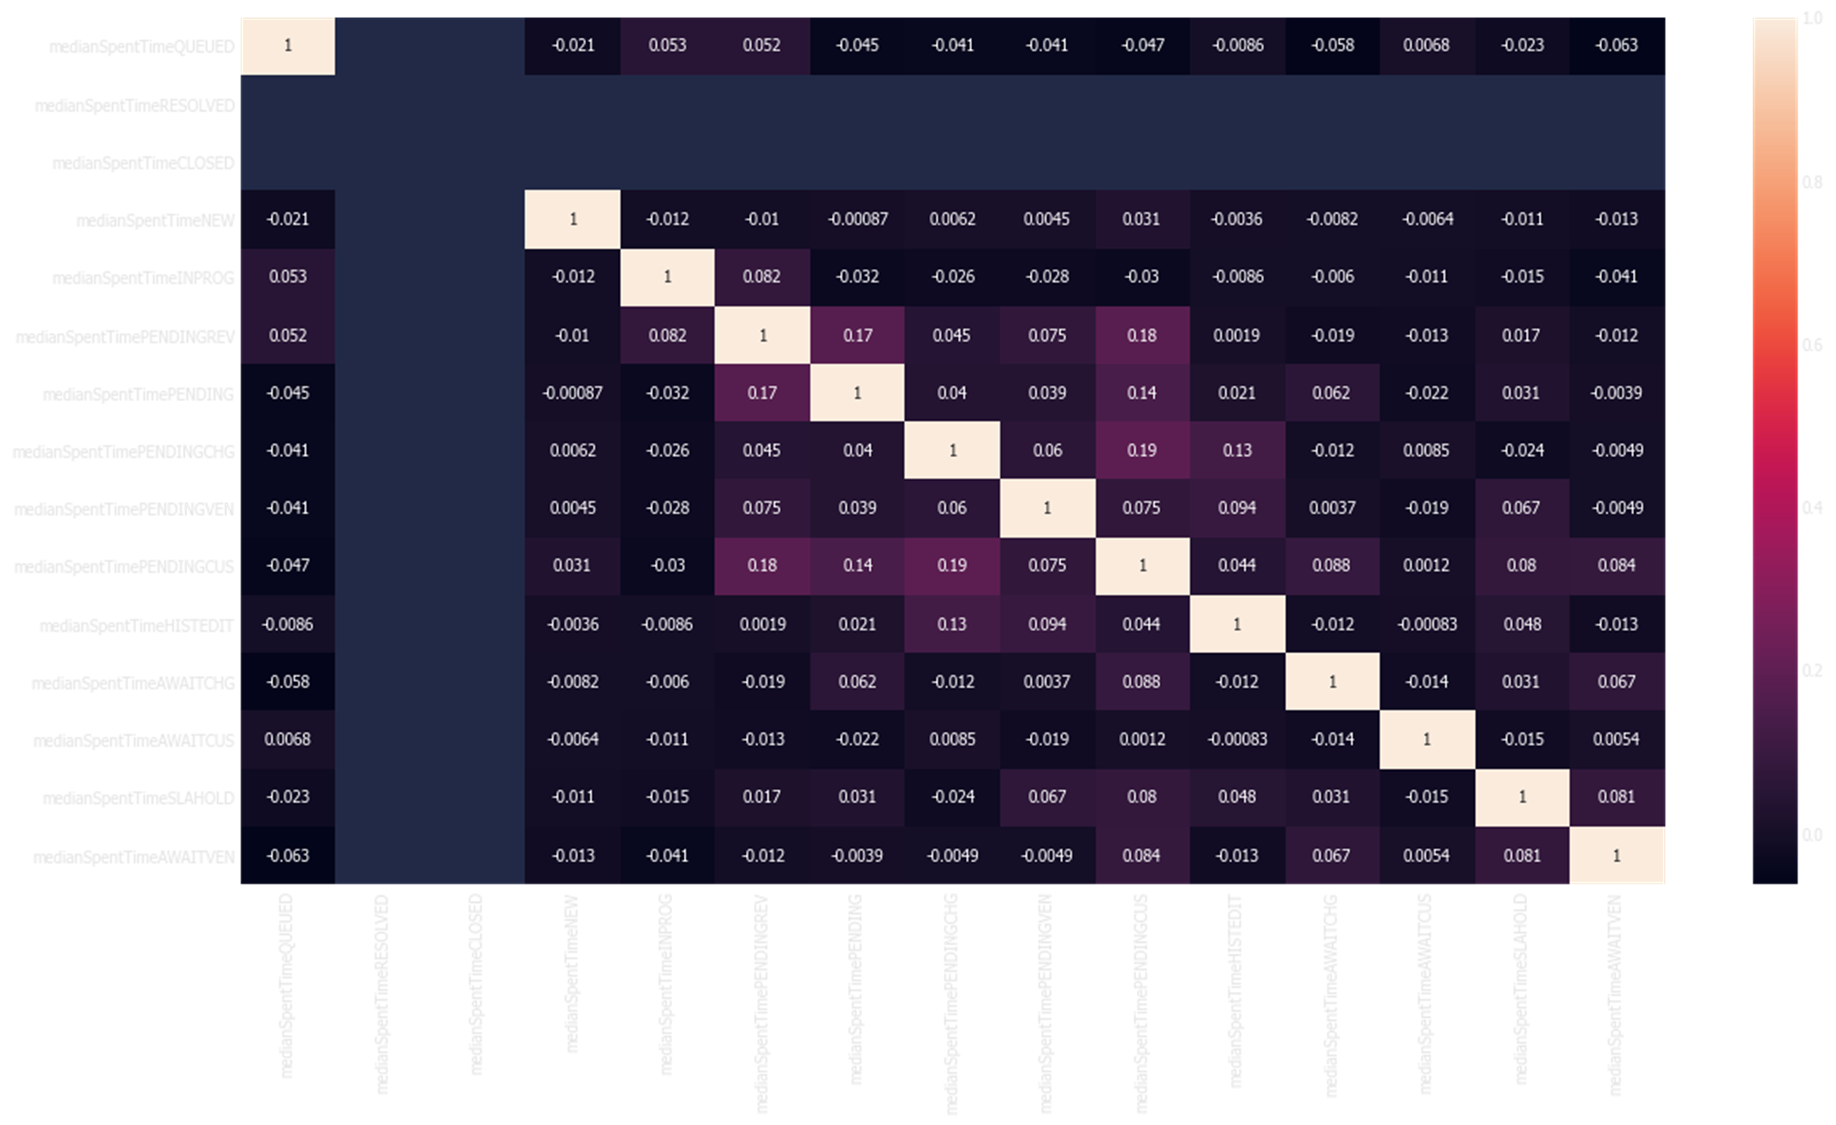 medianSpentTimeQUEUED 1 -0.021 0.053 0.052 -0.045 -0.041 -0.041 -0.047 -0.0086 -0.058 0.0068 -0.023 -0.063
medianSpentTimeRESOLVED
medianSpentTimeCLOSED
medianSpentTimeNEW -0.021 1 -0.012 -0.01 -0.00087 0.0062 0.0045 0.031 -0.0036 -0.0082 -0.0064 -0.011 -0.013
medianSpentTimeINPROG 0.053 -0.012 1 0.082 -0.032 -0.026 -0.028 -0.03 -0.0086 -0.006 -0.011 -0.015 -0.041
medianSpentTimePENDINGREV 0.052 -0.01 0.082 1 0.17 0.045 0.075 0.18 0.0019 -0.019 -0.013 0.017 -0.012
medianSpentTimePENDING -0.045 -0.00087 -0.032 0.17 1 0.04 0.039 0.14 0.021 0.062 -0.022 0.031 -0.0039
medianSpentTimePENDINGCHG -0.041 0.0062 -0.026 0.045 0.04 1 0.06 0.19 0.13 -0.012 0.0085 -0.024 -0.0049
medianSpentTimePENDINGVEN -0.041 0.0045 -0.028 0.075 0.039 0.06 1 0.075 0.094 0.0037 -0.019 0.067 -0.0049
medianSpentTimePENDINGCUS -0.047 0.031 -0.03 0.18 0.14 0.19 0.075 1 0.044 0.088 0.0012 0.08 0.084
medianSpentTimeHISTEDIT -0.0086 -0.0036 -0.0086 0.0019 0.021 0.13 0.094 0.044 1 -0.012 -0.00083 0.048 -0.013
medianSpentTimeAWAITCHG -0.058 -0.0082 -0.006 -0.019 0.062 -0.012 0.0037 0.088 -0.012 1 -0.014 0.031 0.067
medianSpentTimeAWAITCUS 0.0068 -0.0064 -0.011 -0.013 -0.022 0.0085 -0.019 0.0012 -0.00083 -0.014 1 -0.015 0.0054
medianSpentTimeSLAHOLD -0.023 -0.011 -0.015 0.017 0.031 -0.024 0.067 0.08 0.048 0.031 -0.015 1 0.081
medianSpentTimeAWAITVEN -0.063 -0.013 -0.041 -0.012 -0.0039 -0.0049 -0.0049 0.084 -0.013 0.067 0.0054 0.081 1
medianSpentTimeQUEUED
medianSpentTimeRESOLVED
medianSpentTimeCLOSED
medianSpentTimeNEW
medianSpentTimeINPROG
medianSpentTimePENDINGREV
medianSpentTimePENDING
medianSpentTimePENDINGCHG
medianSpentTimePENDINGVEN
medianSpentTimePENDINGCUS
medianSpentTimeHISTEDIT
medianSpentTimeAWAITCHG
medianSpentTimeAWAITCUS
medianSpentTimeSLAHOLD
medianSpentTimeAWAITVEN
1.0
0.8
0.6
0.4
0.2
0.0